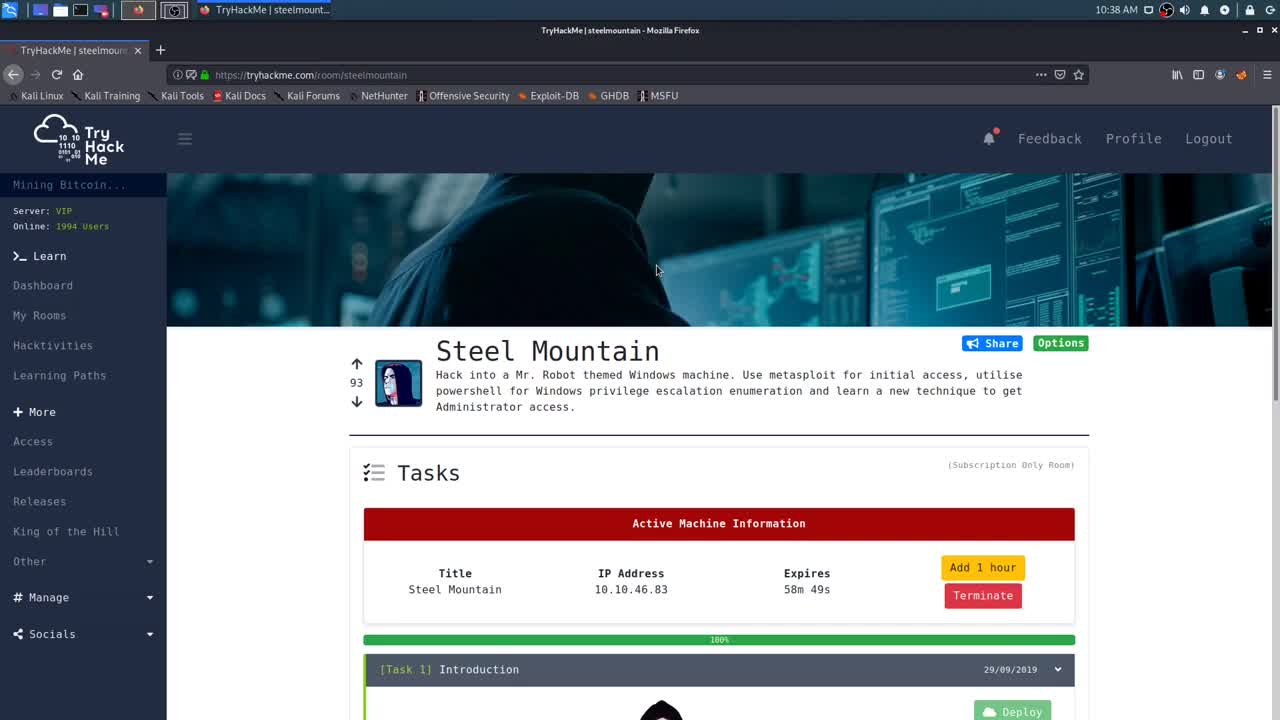 TryHackMe | steelmount...
10:38 AM
TryHackMe | steelmountain - Mozilla Firefox
TryHackMe | steelmoun
https://tryhackme.com/room/steelmountain
Kali Linux Kali Training Kali Tools Kali Docs Kali Forums NetHunter Offensive Security Exploit-DB GHDB MSFU
Try
Hack
Me
Feedback Profile Logout
Mining Bitcoin...
Server: VIP
Online: 1994 Users
Learn
Dashboard
My Rooms
Hacktivities
Learning Paths
More
Access
Leaderboards
Releases
King of the Hill
Other
Manage
Socials
Steel Mountain
Share Options
93
Hack into a Mr. Robot themed Windows machine. Use metasploit for initial access, utilise
powershell for Windows privilege escalation enumeration and learn a new technique to get
Administrator access.
Tasks
(Subscription Only Room)
Active Machine Information
Title IP Address Expires
Steel Mountain 10.10.46.83 58m 49s
Add 1 hour
Terminate
100%
[Task 1] Introduction 29/09/2019
Deploy